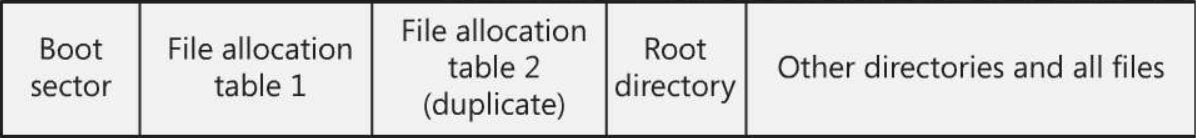 Boot
sector
File allocation
table 1
File allocation
table 2
(duplicate)
Root
directory
Other directories and all files